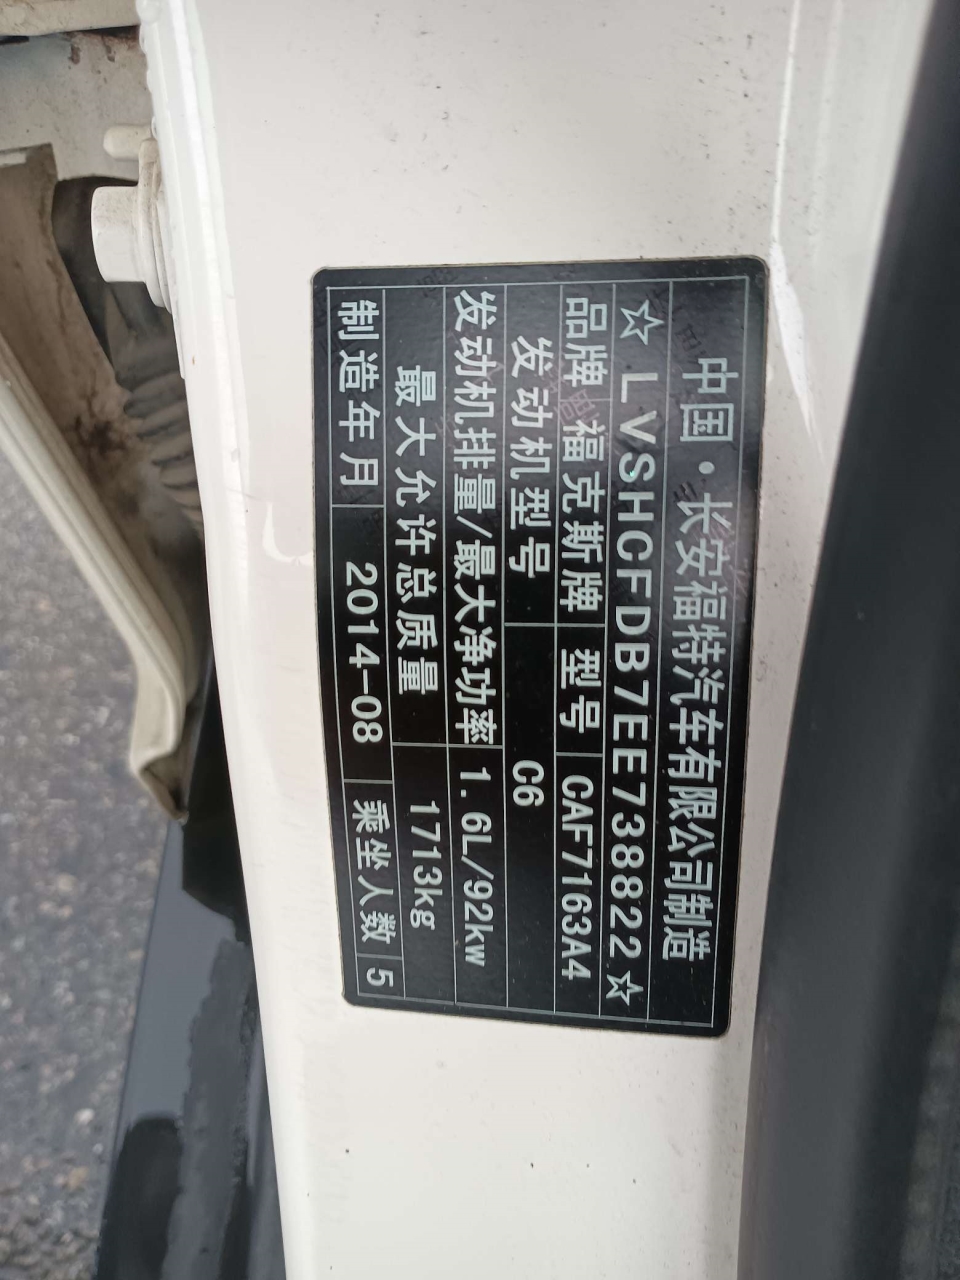 中国·长安福特汽车有限公司制造
☆LVSHCFDB7EE738822☆
品牌 福克斯牌 型号 CAF7163A4
发动机型号 C6
发动机排量/最大净功率 1.6L/92kw
最大允许总质量 1713kg
制造年月 2014-08 乘坐人数 5